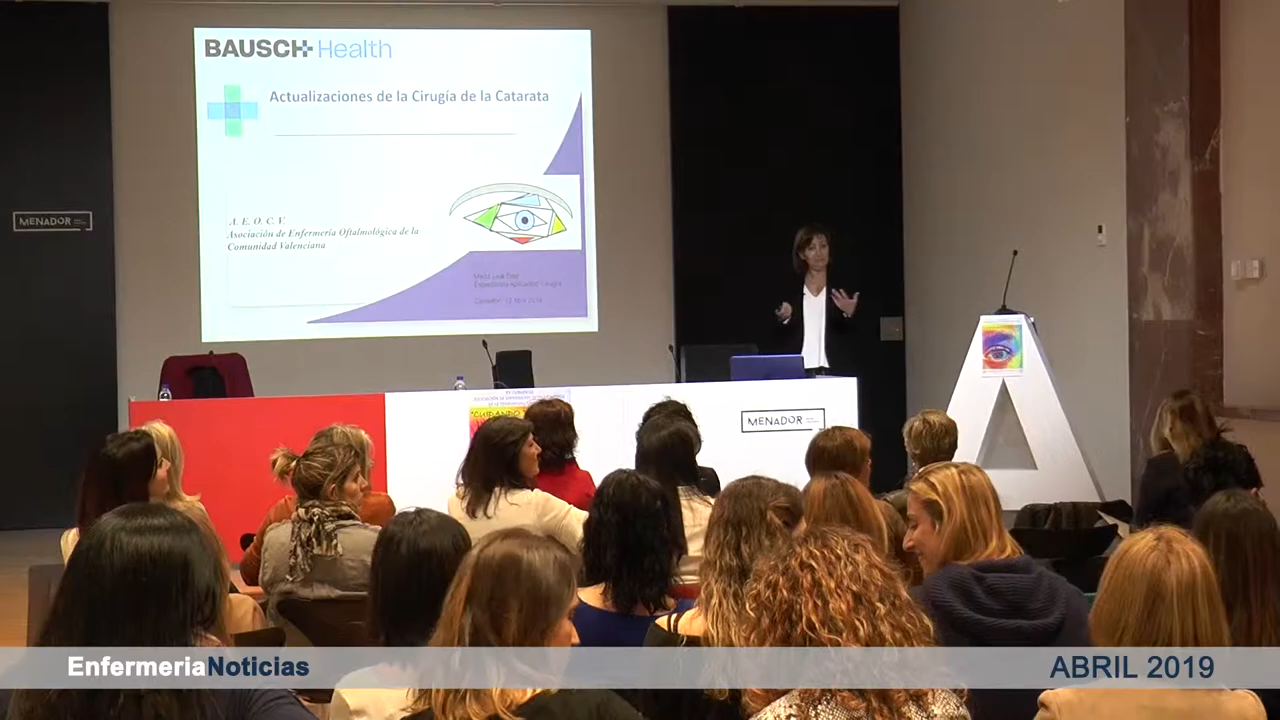 BAUSCH+Health
Actualizaciones de la Cirugía de la Catarata
A. E. O. C. V.
Asociación de Enfermería Oftalmológica de la
Comunidad Valenciana
MENADOR
"CUIDANDO
MENADOR
EnfermeriaNoticias
ABRIL 2019